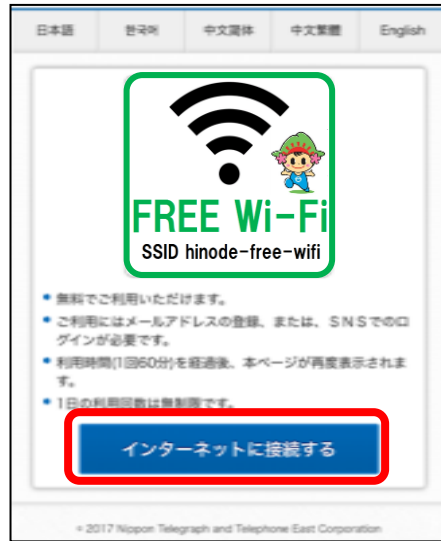 日本語 한국어 中文简体 中文繁體 English
FREE Wi-Fi
SSID hinode-free-wifi
無料でご利用いただけます。
ご利用にはメールアドレスの登録、または、SNSでのロ
グインが必要です。
利用時間(1回60分)を経過後、本ページが再度表示されま
す。
1日の利用回数は無制限です。
インターネットに接続する
© 2017 Nippon Telegraph and Telephone East Corporation